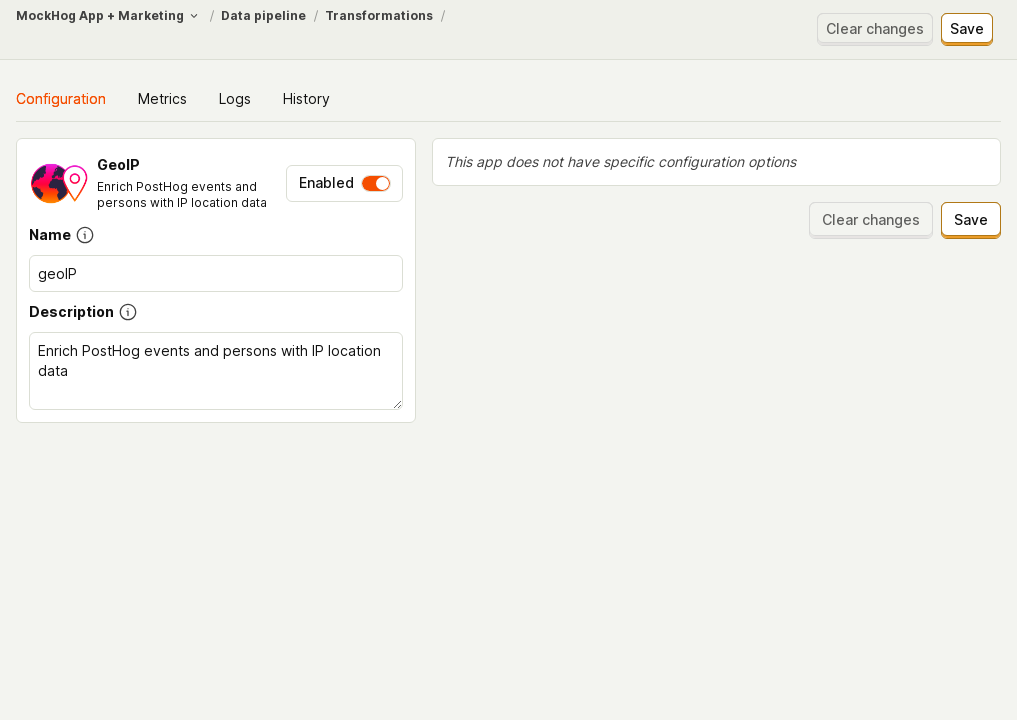 MockHog App + Marketing / Data pipeline / Transformations /
Clear changes Save
Configuration Metrics Logs History
GeoIP
Enrich PostHog events and
persons with IP location data
Enabled
Name
geoIP
Description
Enrich PostHog events and persons with IP location
data
This app does not have specific configuration options
Clear changes Save